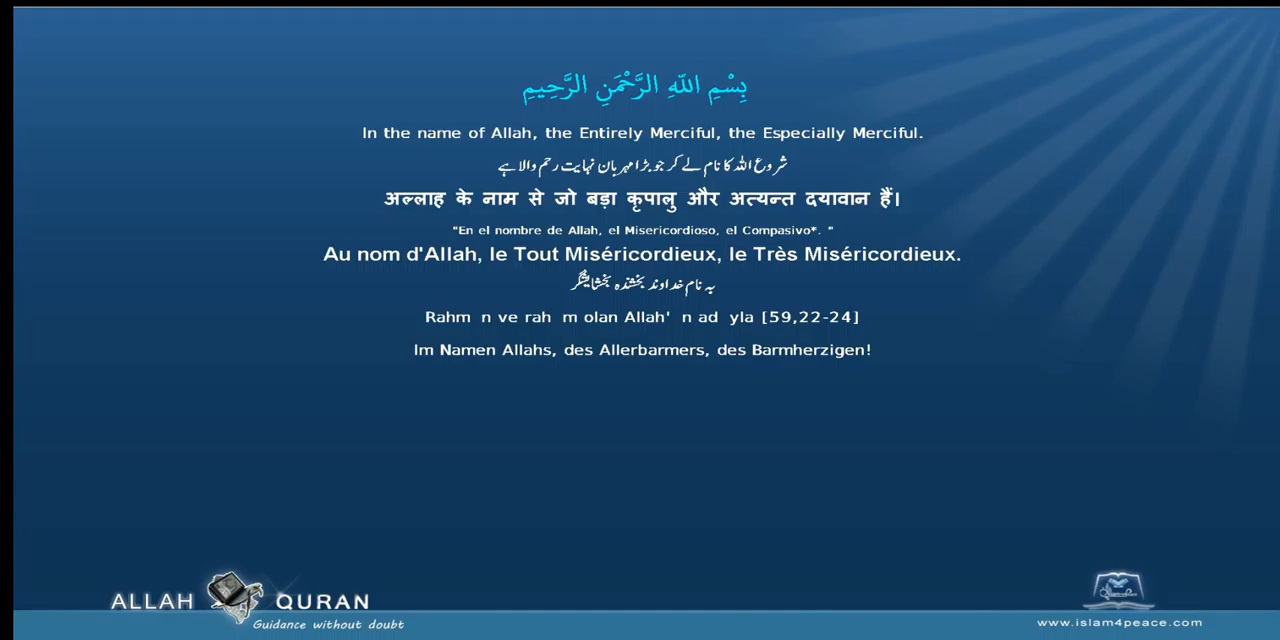 بِسْمِ اللَّهِ الرَّحْمَنِ الرَّحِيمِ
In the name of Allah, the Entirely Merciful, the Especially Merciful.
شروع اللہ کا نام لے کر جو بڑا مہربان نہایت رحم والا ہے
अल्लाह के नाम से जो बड़ा कृपालु और अत्यन्त दयावान हैं।
"En el nombre de Allah, el Misericordioso, el Compasivo*. "
Au nom d'Allah, le Tout Miséricordieux, le Très Miséricordieux.
به نام خداوند بخشنده بخشایشگر
Rahm n ve rah m olan Allah' n ad yla [59,22-24]
Im Namen Allahs, des Allerbarmers, des Barmherzigen!
ALLAH QURAN
Guidance without doubt
www.islam4peace.com